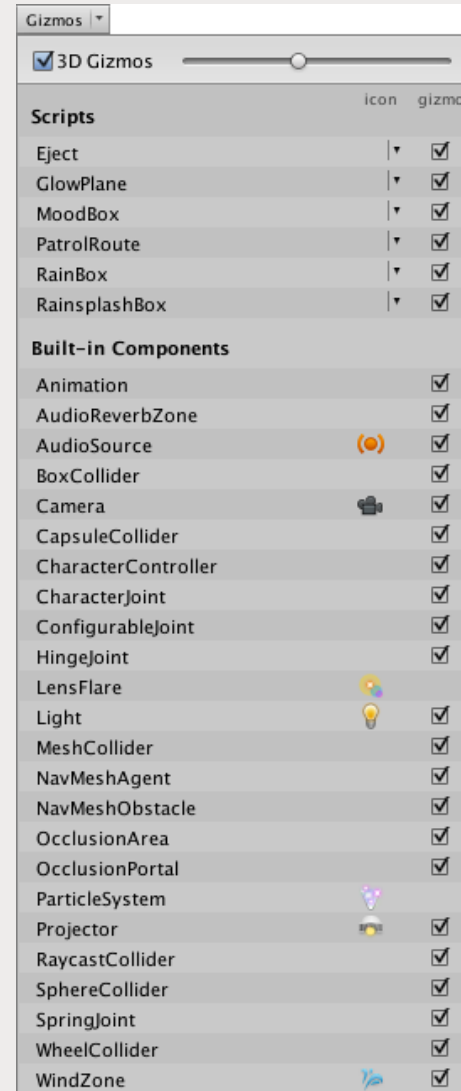 Gizmos
3D Gizmos
icon gizmo
Scripts
Eject
GlowPlane
MoodBox
PatrolRoute
RainBox
RainsplashBox
Built-in Components
Animation
AudioReverbZone
AudioSource
BoxCollider
Camera
CapsuleCollider
CharacterController
CharacterJoint
ConfigurableJoint
HingeJoint
LensFlare
Light
MeshCollider
NavMeshAgent
NavMeshObstacle
OcclusionArea
OcclusionPortal
ParticleSystem
Projector
RaycastCollider
SphereCollider
SpringJoint
WheelCollider
WindZone